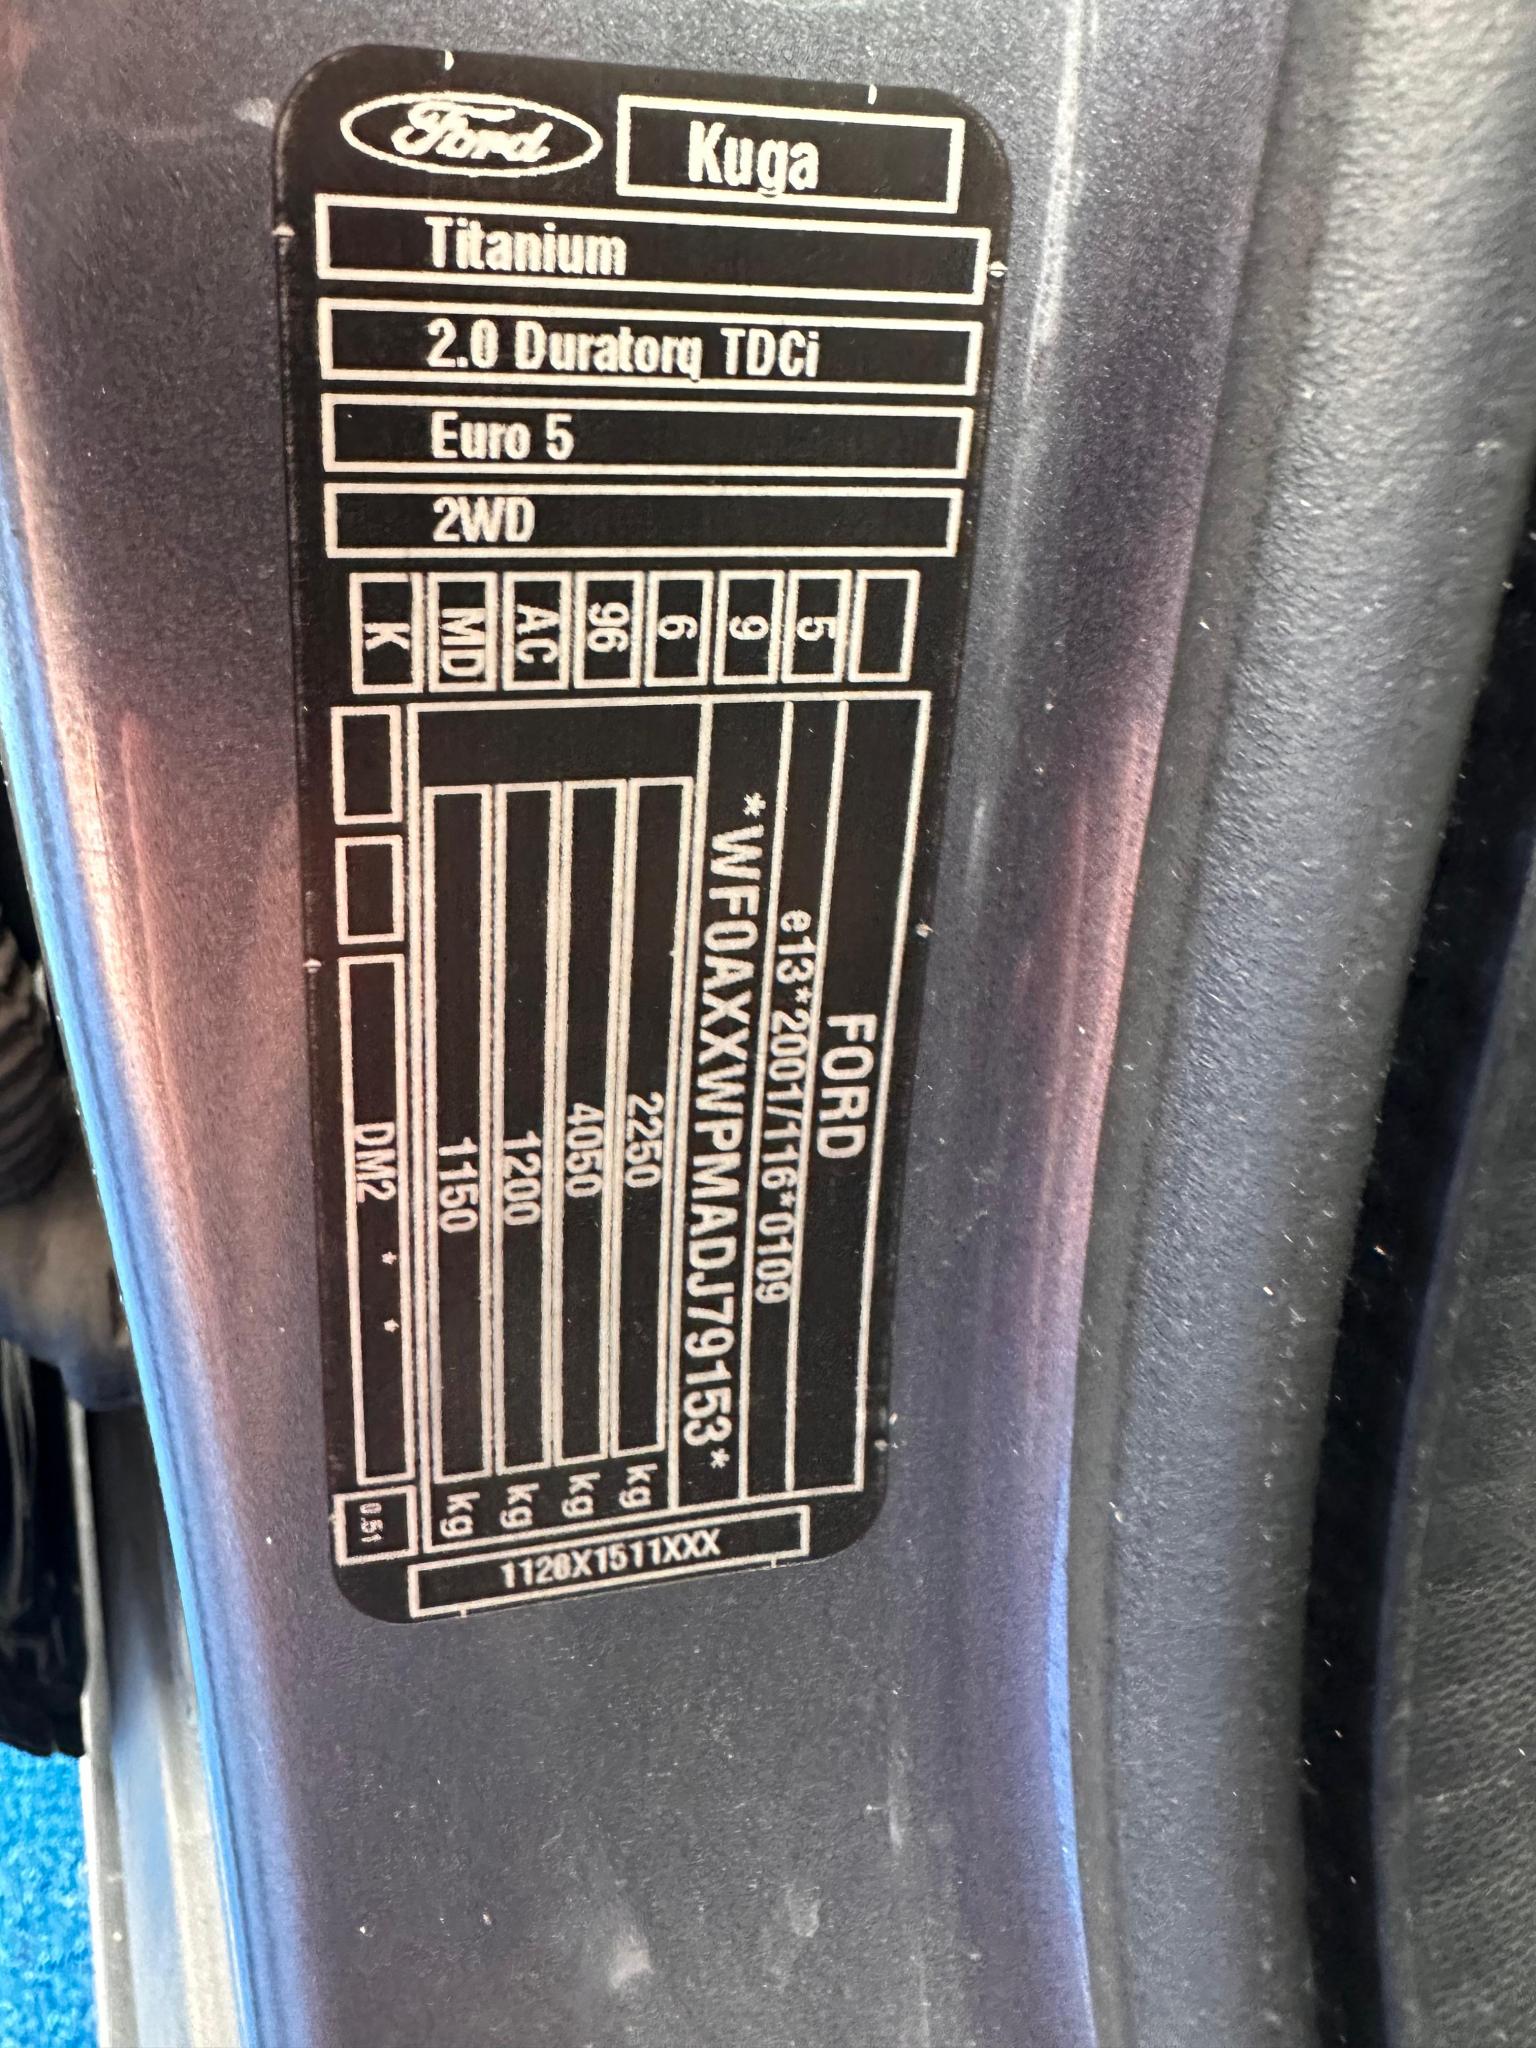 Ford
Kuga
Titanium
2.0 Duratorq TDCi
Euro 5
2WD
K
MD
AC
96
6
9
5
FORD
e13*2001/116*0109
*WF0AXXWPMADJ79153*
2250 kg
4050 kg
1200 kg
1150 kg
DM2 * *
0.51
1128X1511XXX